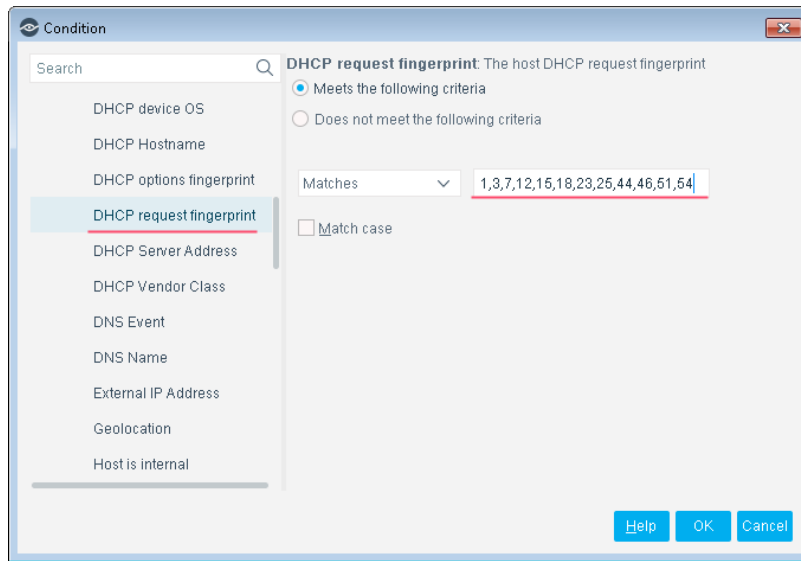 Condition
Search
DHCP device OS
DHCP Hostname
DHCP options fingerprint
DHCP request fingerprint
DHCP Server Address
DHCP Vendor Class
DNS Event
DNS Name
External IP Address
Geolocation
Host is internal
DHCP request fingerprint: The host DHCP request fingerprint
Meets the following criteria
Does not meet the following criteria
Matches 1,3,7,12,15,18,23,25,44,46,51,54
Match case
Help OK Cancel